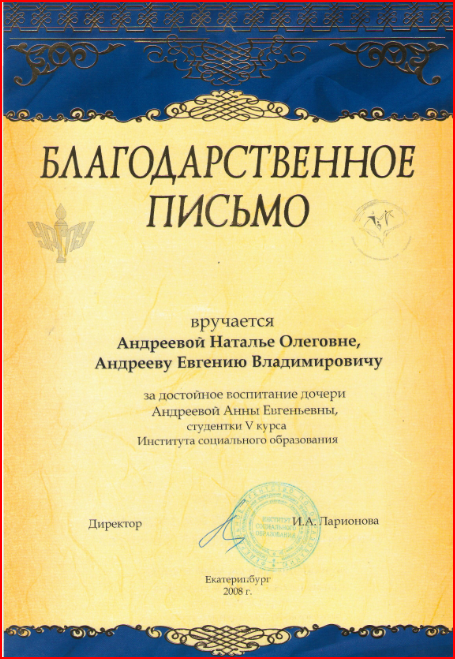 БЛАГОДАРСТВЕННОЕ
ПИСЬМО
вручается
Андреевой Наталье Олеговне,
Андрееву Евгению Владимировичу
за достойное воспитание дочери
Андреевой Анны Евгеньевны,
студентки V курса
Института социального образования
Директор
И.А. Ларионова
Екатеринбург
2008 г.